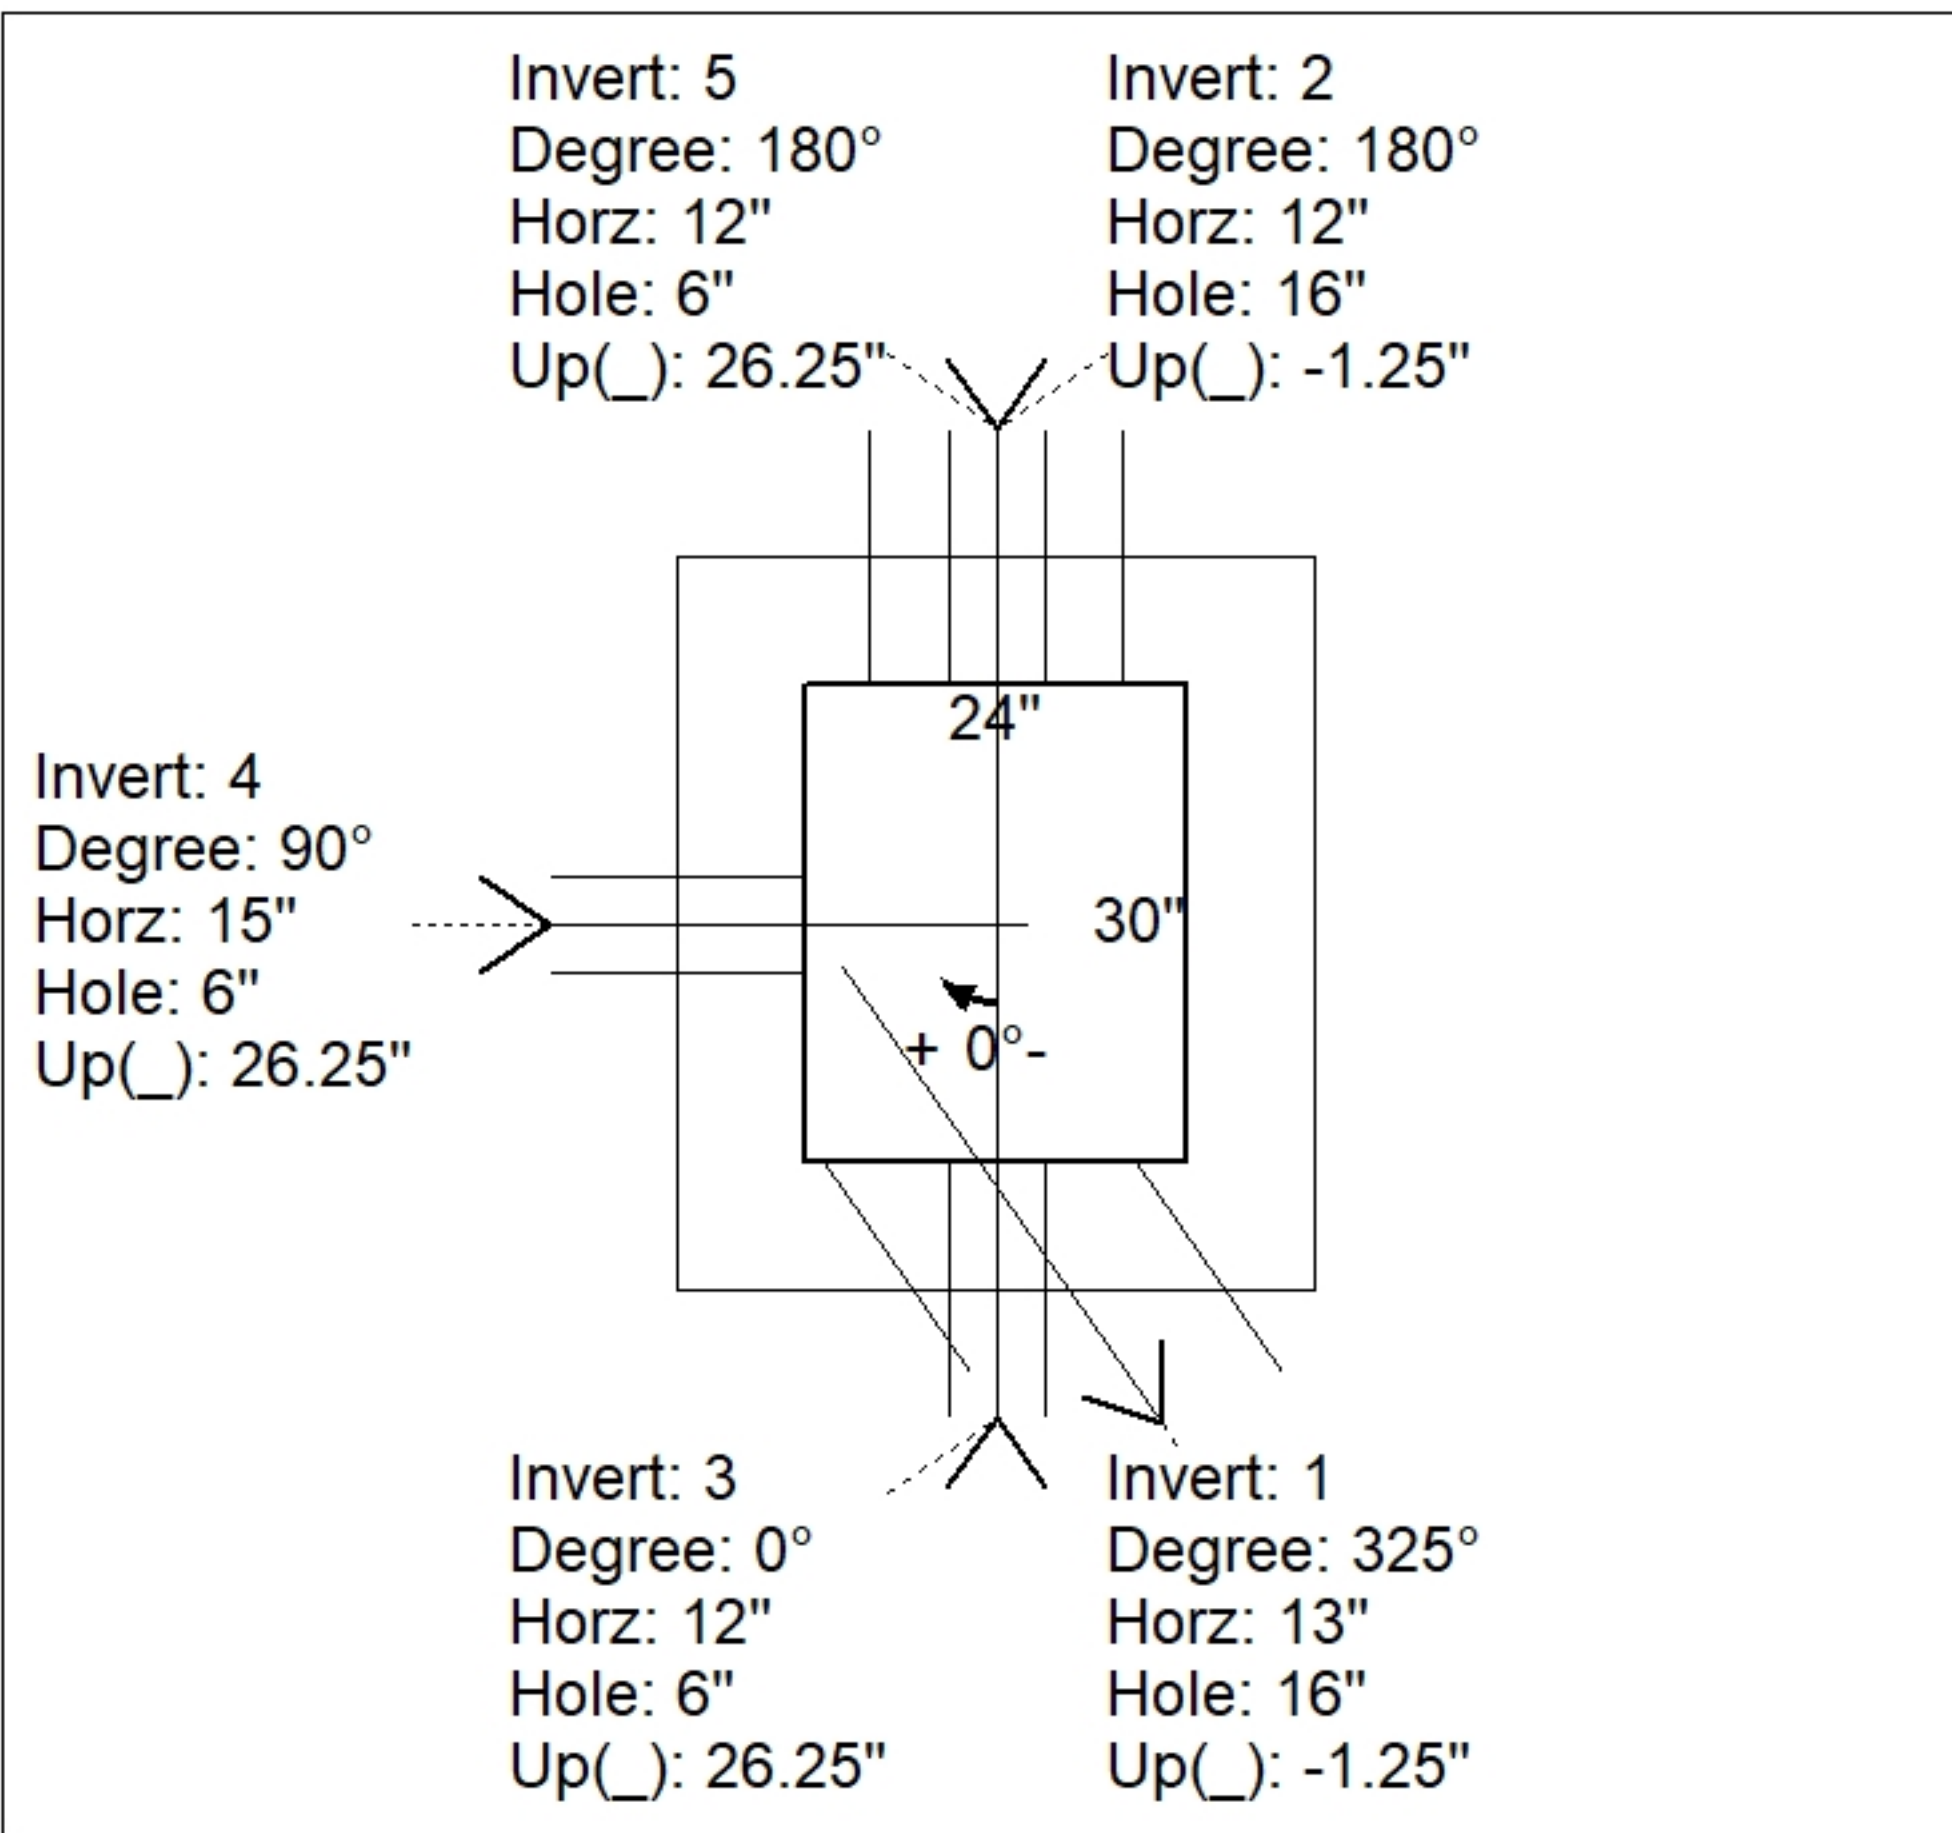 Invert: 5
Degree: 180°
Horz: 12"
Hole: 6"
Up(_): 26.25"
Invert: 2
Degree: 180°
Horz: 12"
Hole: 16"
Up(_): -1.25"
24"
Invert: 4
Degree: 90°
Horz: 15"
Hole: 6"
Up(_): 26.25"
30"
+ 0°-
Invert: 3
Degree: 0°
Horz: 12"
Hole: 6"
Up(_): 26.25"
Invert: 1
Degree: 325°
Horz: 13"
Hole: 16"
Up(_): -1.25"